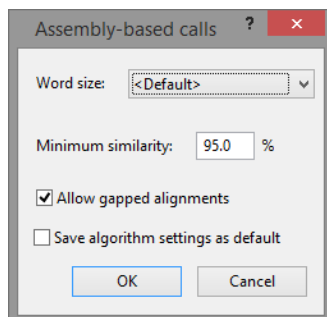 Assembly-based calls ? ×
Word size: <Default>
Minimum similarity: 95.0 %
Allow gapped alignments
Save algorithm settings as default
OK Cancel